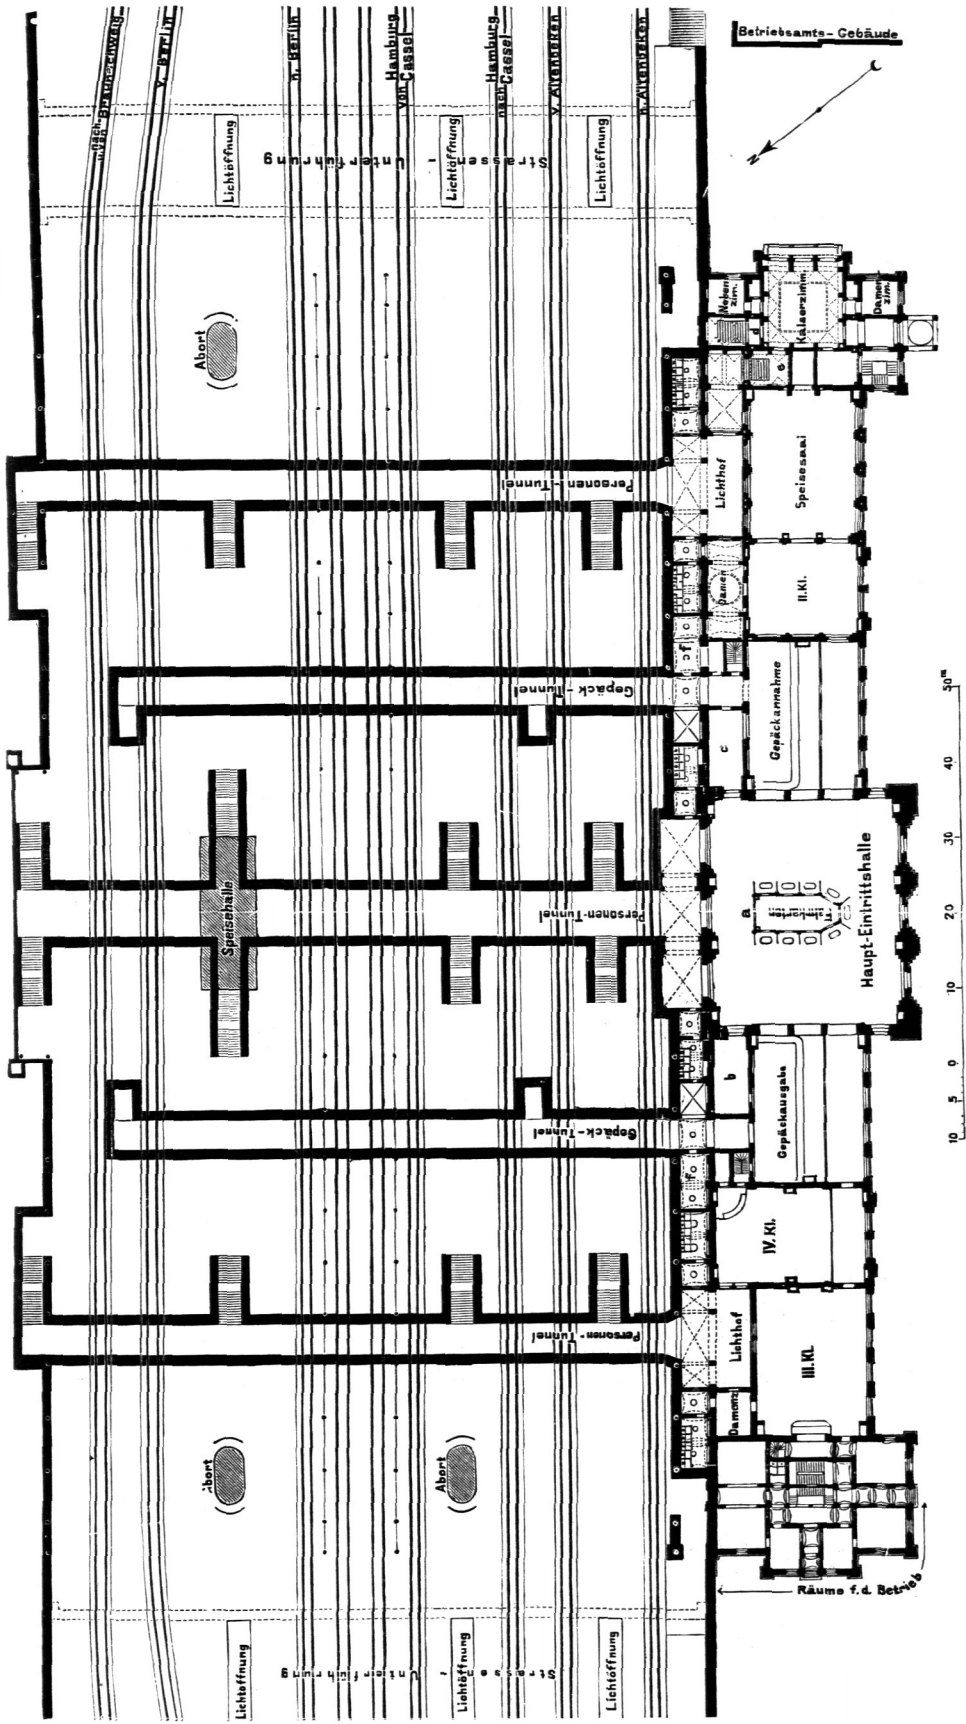 Betriebsamts-Gebäude
N
nach
u. von Braunschweig
v. Berlin
n. Berlin
Hamburg
von Cassel
Hamburg
nach Cassel
v. Altenbeken
n. Altenbeken
Lichtöffnung
Lichtöffnung
Lichtöffnung
Strassen - Unterführung
Abort
Neben
zim.
Kaiserzimm
Damen
zim.
d
e
Personen-Tunnel
Lichthof
Speisesaal
Damen
II.Kl.
f
Gepäck-Tunnel
c
Gepäckannahme
Speisehalle
Personen-Tunnel
a
Fahrkarten
Haupt-Eintrittshalle
b
Gepäck-Tunnel
Gepäckausgabe
f
IV.Kl.
Personen-Tunnel
Lichthof
III.Kl.
Damenz.
Abort
Abort
Räume f.d. Betrieb
Lichtöffnung
Lichtöffnung
Lichtöffnung
Strassen - Unterführung
10 5 0 10 20 30 40 50m